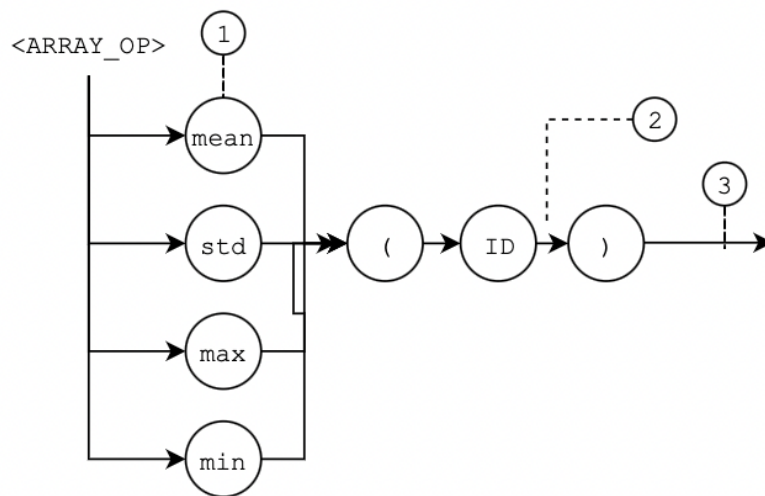 1
<ARRAY_OP>
mean
2
3
std
(
ID
)
max
min